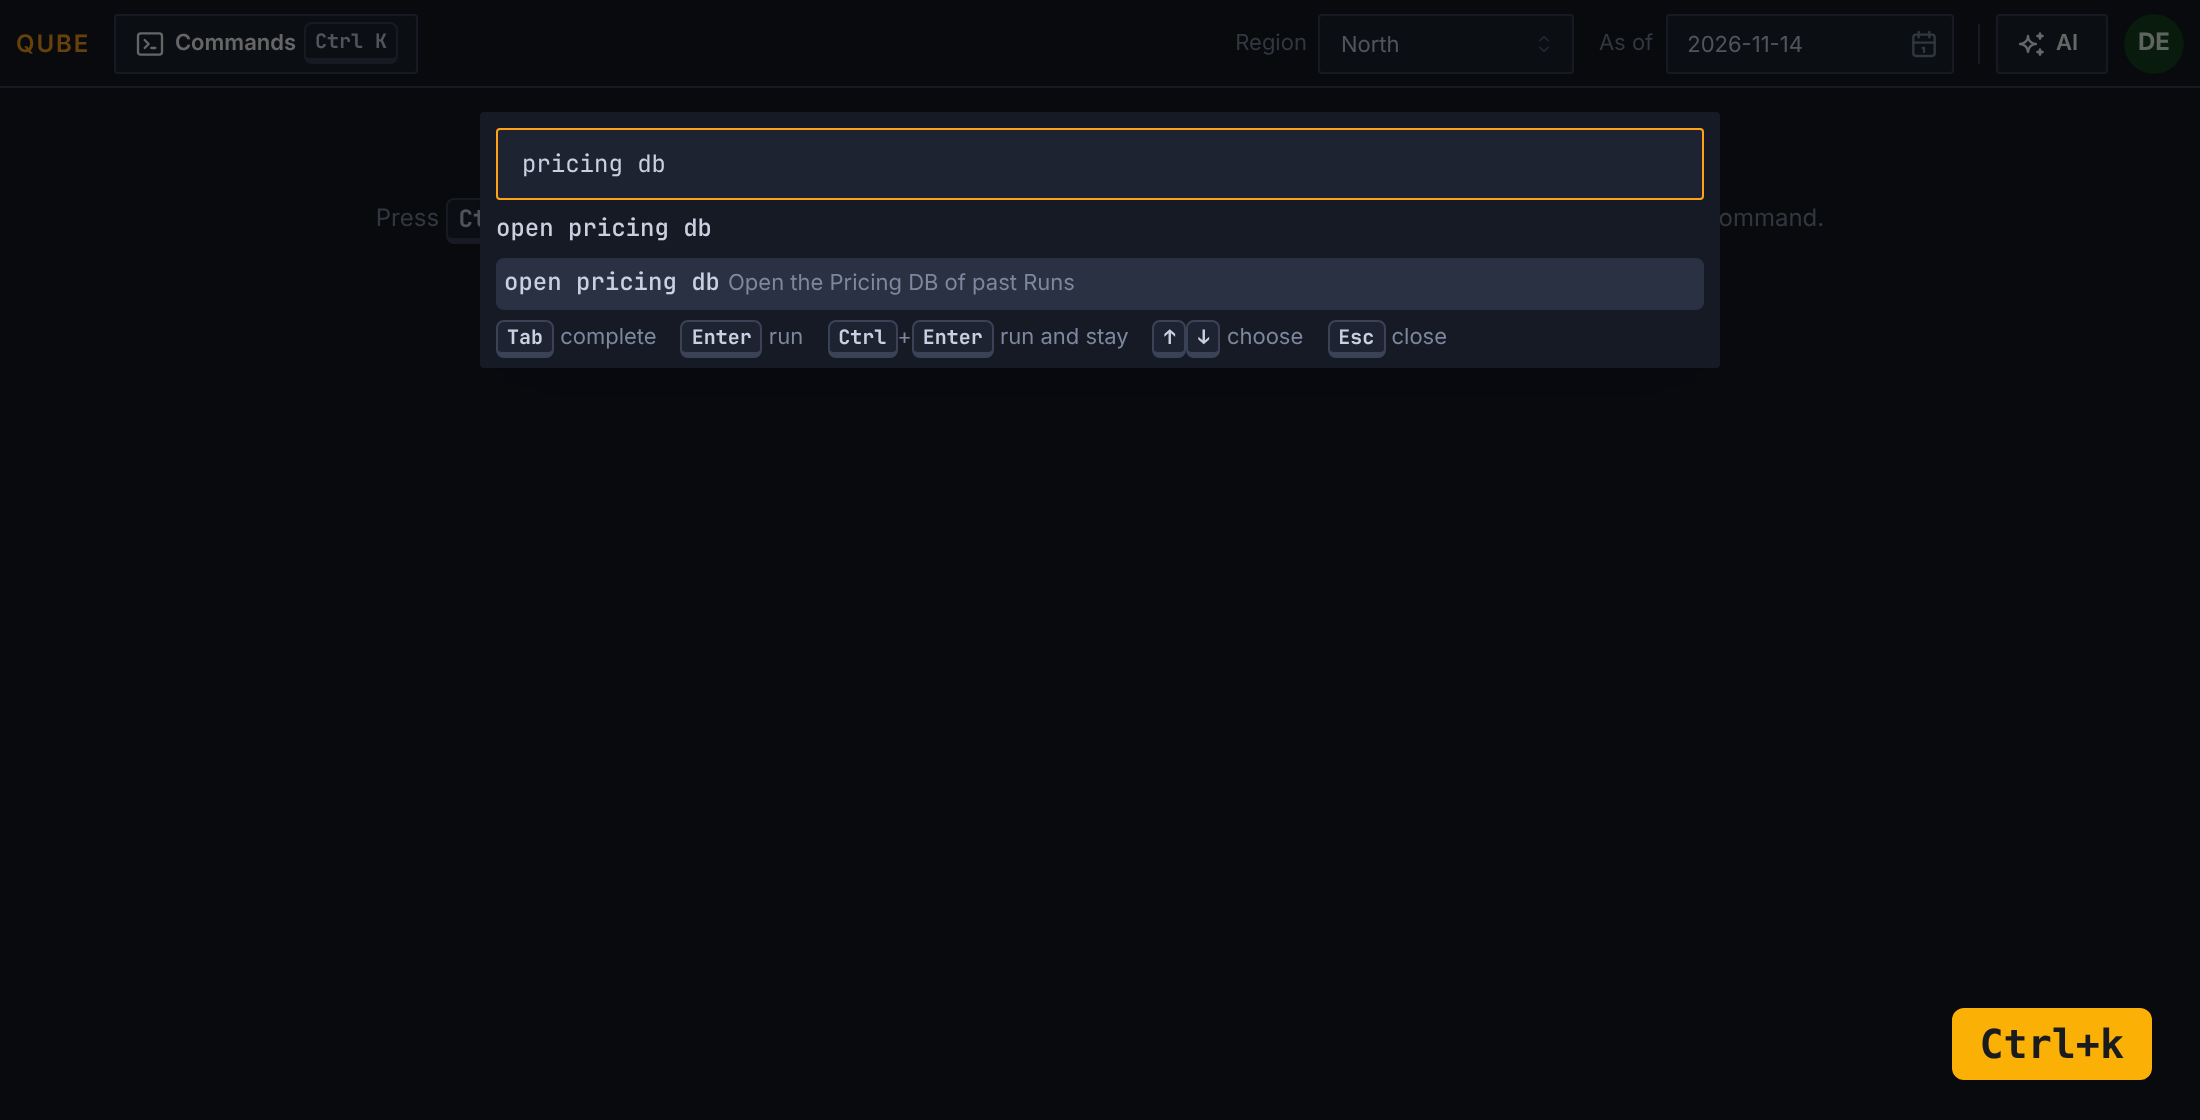 QUBE Commands Ctrl K Region North As of 2026-11-14 AI DE
pricing db
Press Ct ommand.
open pricing db
open pricing db Open the Pricing DB of past Runs
Tab complete Enter run Ctrl+Enter run and stay ↑↓ choose Esc close
Ctrl+k